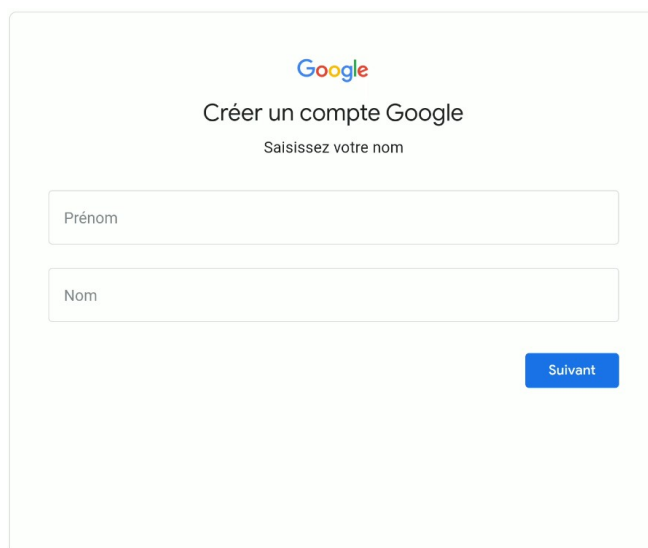 Google
Créer un compte Google
Saisissez votre nom
Prénom
Nom
Suivant